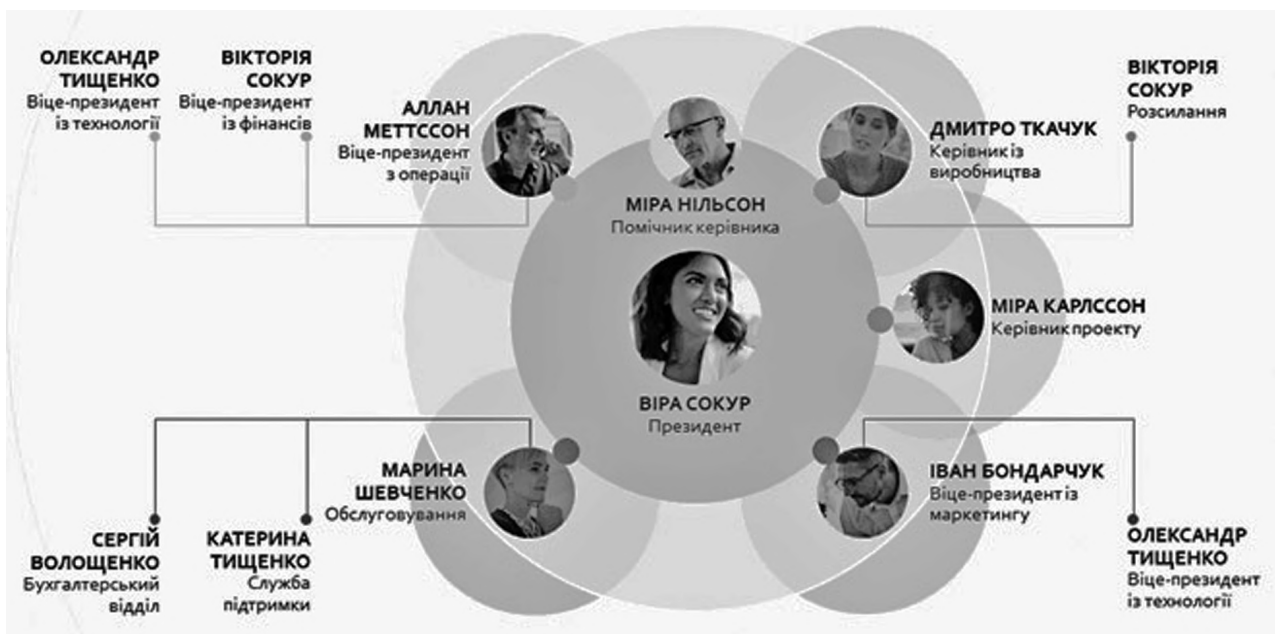 ОЛЕКСАНДР
ТИЩЕНКО
Віце-президент
із технології
ВІКТОРІЯ
СОКУР
Віце-президент
із фінансів
АЛЛАН
МЕТТССОН
Віце-президент
з операції
МІРА НІЛЬСОН
Помічник керівника
ДМИТРО ТКАЧУК
Керівник із
виробництва
ВІКТОРІЯ
СОКУР
Розсилання
МІРА КАРЛССОН
Керівник проекту
ВІРА СОКУР
Президент
МАРИНА
ШЕВЧЕНКО
Обслуговування
ІВАН БОНДАРЧУК
Віце-президент із
маркетингу
СЕРГІЙ
ВОЛОЩЕНКО
Бухгалтерський
відділ
КАТЕРИНА
ТИЩЕНКО
Служба
підтримки
ОЛЕКСАНДР
ТИЩЕНКО
Віце-президент
із технології